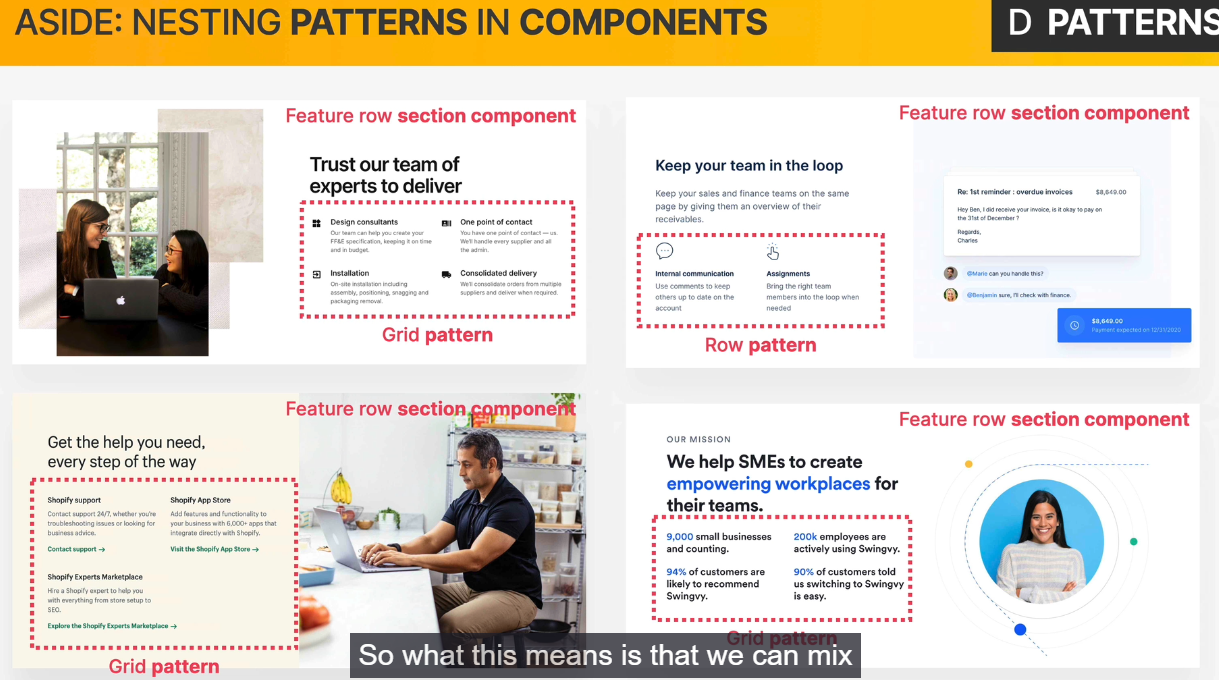 ASIDE: NESTING PATTERNS IN COMPONENTS
D PATTERNS
Feature row section component
Trust our team of
experts to deliver
Design consultants
Our team can help you create your
FF&E specification, keeping it on time
and in budget.
One point of contact
You have one point of contact — us.
We'll handle every supplier and all
the admin.
Installation
On-site installation including
assembly, positioning, snagging and
packaging removal.
Consolidated delivery
We'll consolidate orders from multiple
suppliers and deliver when required.
Grid pattern
Feature row section component
Keep your team in the loop
Keep your sales and finance teams on the same
page by giving them an overview of their
receivables.
Internal communication
Use comments to keep
others up to date on the
account
Assignments
Bring the right team
members into the loop when
needed
Row pattern
Re: 1st reminder : overdue invoices
$8,649.00
Hey Ben, I did receive your invoice, is it okay to pay on
the 31st of December ?
Regards,
Charles
@Marie can you handle this?
@Benjamin sure, I'll check with finance.
$8,649.00
Payment expected on 12/31/2020
Feature row section component
Get the help you need,
every step of the way
Shopify support
Contact support 24/7, whether you're
troubleshooting issues or looking for
business advice.
Contact support →
Shopify App Store
Add features and functionality to
your business with 6,000+ apps that
integrate directly with Shopify.
Visit the Shopify App Store →
Shopify Experts Marketplace
Hire a Shopify expert to help you
with everything from store setup to
SEO.
Explore the Shopify Experts Marketplace →
Grid pattern
Feature row section component
OUR MISSION
We help SMEs to create
empowering workplaces for
their teams.
9,000 small businesses
and counting.
200k employees are
actively using Swingvy.
94% of customers are
likely to recommend
Swingvy.
90% of customers told
us switching to Swingvy
is easy.
Grid pattern
So what this means is that we can mix